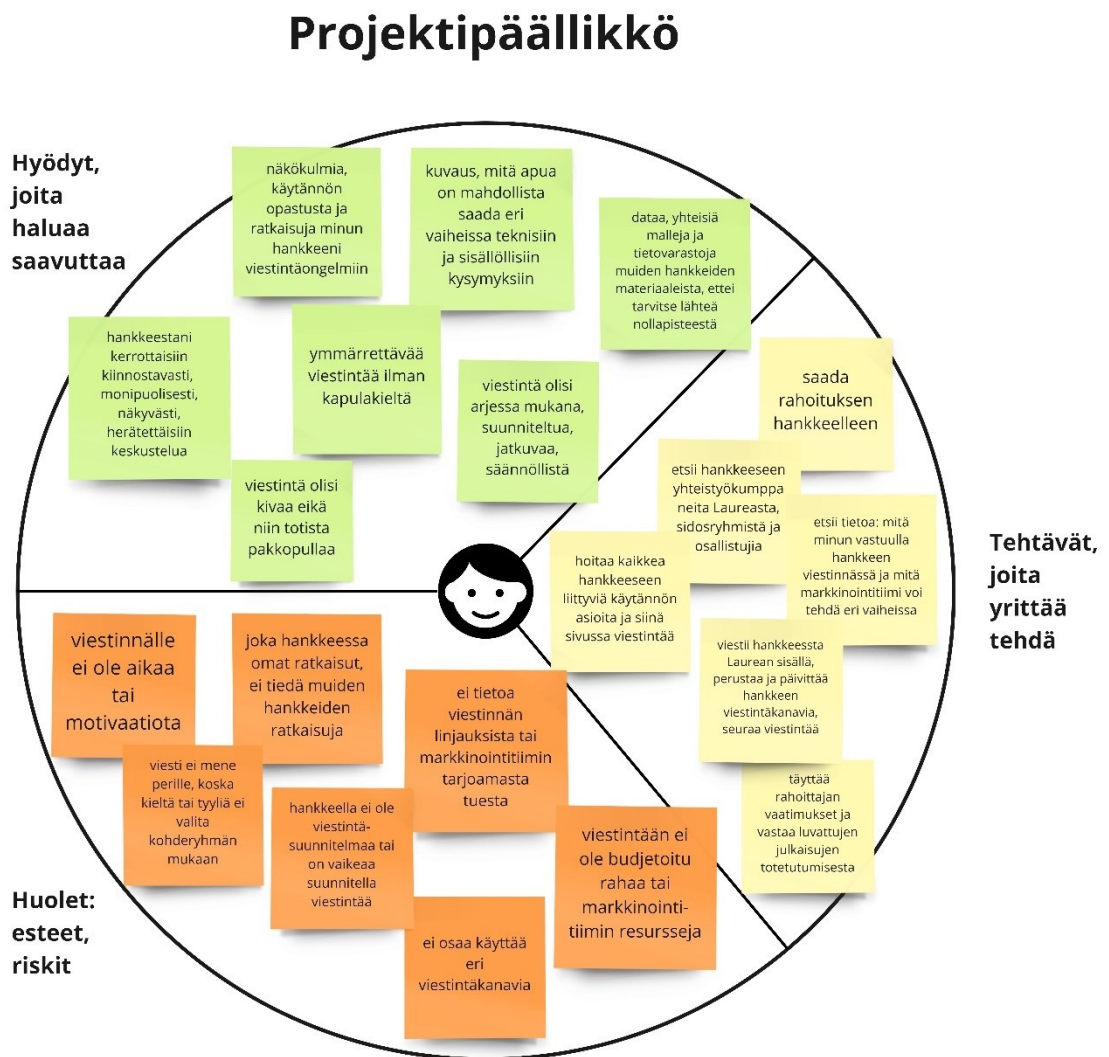 Projektipäällikkö
Hyödyt,
joita
haluaa
saavuttaa
näkökulmia,
käytännön
opastusta ja
ratkaisuja minun
hankkeeni
viestintäongelmiin
kuvaus, mitä apua
on mahdollista
saada eri
vaiheissa teknisiin
ja sisällöllisiin
kysymyksiin
dataa, yhteisiä
malleja ja
tietovarastoja
muiden hankkeiden
materiaaleista, ettei
tarvitse lähteä
nollapisteestä
hankkeestani
kerrottaisiin
kiinnostavasti,
monipuolisesti,
näkyvästi,
herätettäisiin
keskustelua
ymmärrettävää
viestintää ilman
kapulakieltä
viestintä olisi
arjessa mukana,
suunniteltua,
jatkuvaa,
säännöllistä
viestintä olisi
kivaa eikä
niin totista
pakkopullaa
Tehtävät,
joita
yrittää
tehdä
saada
rahoituksen
hankkeelleen
etsii hankkeeseen
yhteistyökumppa
neita Laureasta,
sidosryhmistä ja
osallistujia
etsii tietoa: mitä
minun vastuulla
hankkeen
viestinnässä ja mitä
markkinointitiimi voi
tehdä eri vaiheissa
hoitaa kaikkea
hankkeeseen
liittyviä käytännön
asioita ja siinä
sivussa viestintää
viestii hankkeessta
Laurean sisällä,
perustaa ja päivittää
hankkeen
viestintäkanavia,
seuraa viestintää
täyttää
rahoittajan
vaatimukset ja
vastaa luvattujen
julkaisujen
totetutumisesta
Huolet:
esteet,
riskit
viestinnälle
ei ole aikaa
tai
motivaatiota
joka hankkeessa
omat ratkaisut,
ei tiedä muiden
hankkeiden
ratkaisuja
ei tietoa
viestinnän
linjauksista tai
markkinointitiimin
tarjoamasta
tuesta
viesti ei mene
perille, koska
kieltä tai tyyliä ei
valita
kohderyhmän
mukaan
hankkeella ei ole
viestintä-
suunnitelmaa tai
on vaikeaa
suunnitella
viestintää
viestintään ei
ole budjetoitu
rahaa tai
markkinointi-
tiimin resursseja
ei osaa käyttää
eri
viestintäkanavia